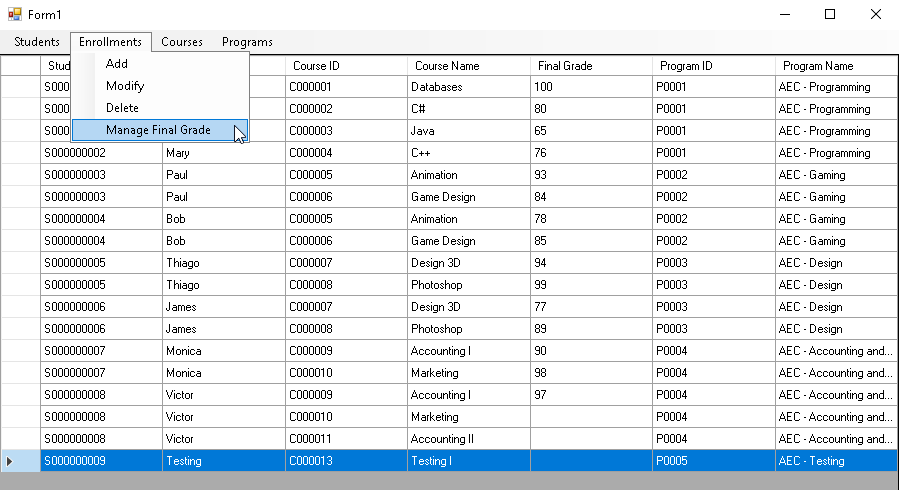 Form1
Students Enrollments Courses Programs
Add
Modify
Delete
Manage Final Grade
Course ID Course Name Final Grade Program ID Program Name
C000001 Databases 100 P0001 AEC - Programming
C000002 C# 80 P0001 AEC - Programming
C000003 Java 65 P0001 AEC - Programming
S000000002 Mary C000004 C++ 76 P0001 AEC - Programming
S000000003 Paul C000005 Animation 93 P0002 AEC - Gaming
S000000003 Paul C000006 Game Design 84 P0002 AEC - Gaming
S000000004 Bob C000005 Animation 78 P0002 AEC - Gaming
S000000004 Bob C000006 Game Design 85 P0002 AEC - Gaming
S000000005 Thiago C000007 Design 3D 94 P0003 AEC - Design
S000000005 Thiago C000008 Photoshop 99 P0003 AEC - Design
S000000006 James C000007 Design 3D 77 P0003 AEC - Design
S000000006 James C000008 Photoshop 89 P0003 AEC - Design
S000000007 Monica C000009 Accounting I 90 P0004 AEC - Accounting and...
S000000007 Monica C000010 Marketing 98 P0004 AEC - Accounting and...
S000000008 Victor C000009 Accounting I 97 P0004 AEC - Accounting and...
S000000008 Victor C000010 Marketing P0004 AEC - Accounting and...
S000000008 Victor C000011 Accounting II P0004 AEC - Accounting and...
S000000009 Testing C000013 Testing I P0005 AEC - Testing